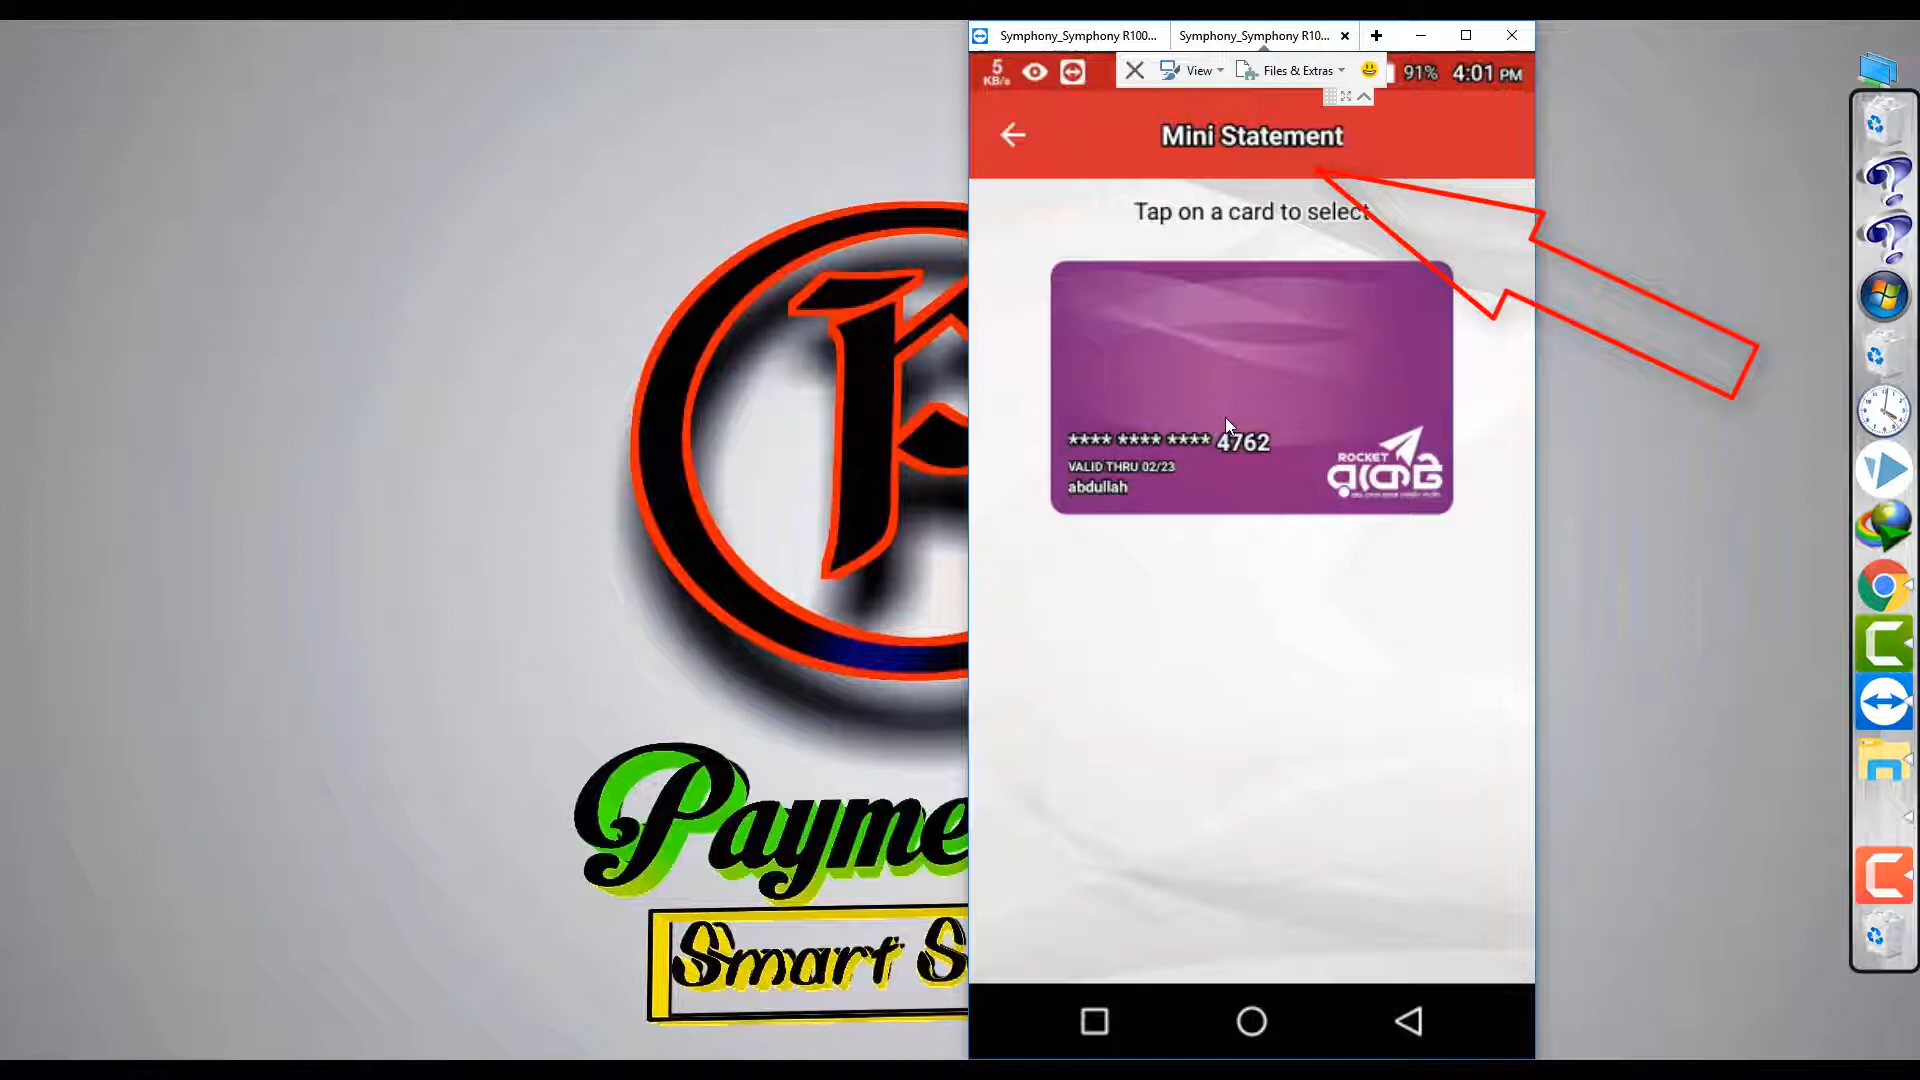 Symphony_Symphony R100...
Symphony_Symphony R10...
5
KB/s
View
Files & Extras
91%
4:01 PM
Mini Statement
Tap on a card to select
**** **** **** 4762
VALID THRU 02/23
abdullah
ROCKET
রকেট
Payme
Smart S